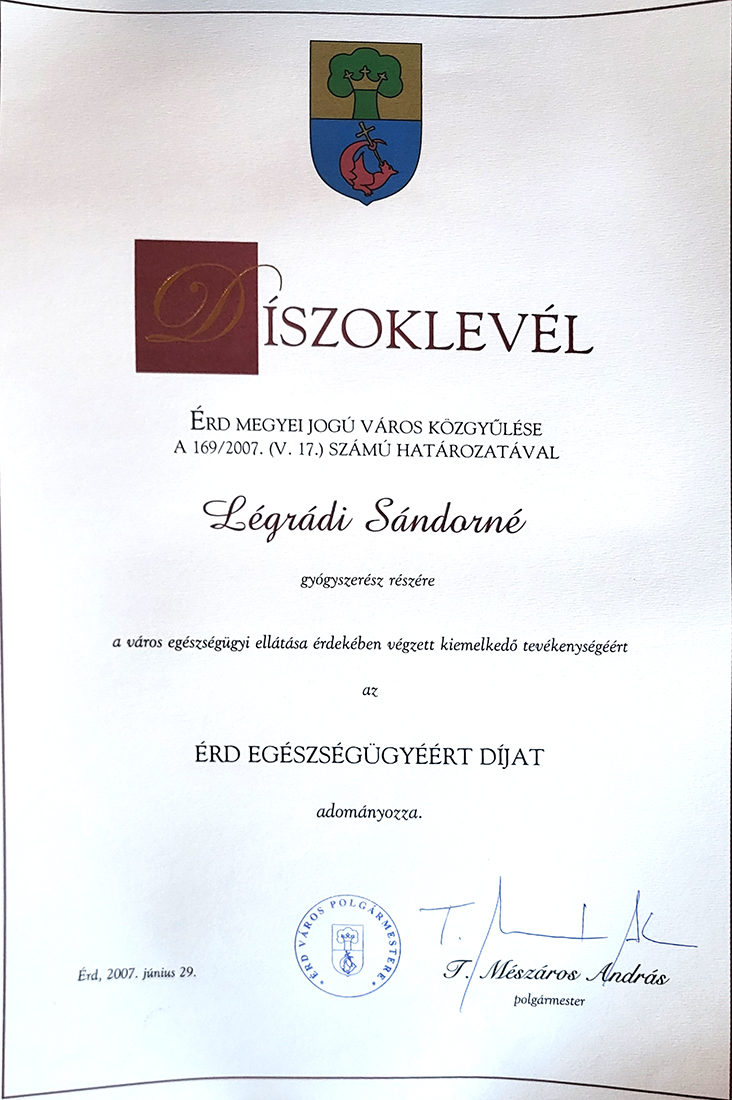 DÍSZOKLEVÉL
ÉRD MEGYEI JOGÚ VÁROS KÖZGYŰLÉSE
A 169/2007. (V. 17.) SZÁMÚ HATÁROZATÁVAL
Légrádi Sándorné
gyógyszerész részére
a város egészségügyi ellátása érdekében végzett kiemelkedő tevékenységéért
az
ÉRD EGÉSZSÉGÜGYÉÉRT DÍJAT
adományozza.
ÉRD VÁROS POLGÁRMESTERE
Érd, 2007. június 29.
T. Mészáros András
polgármester